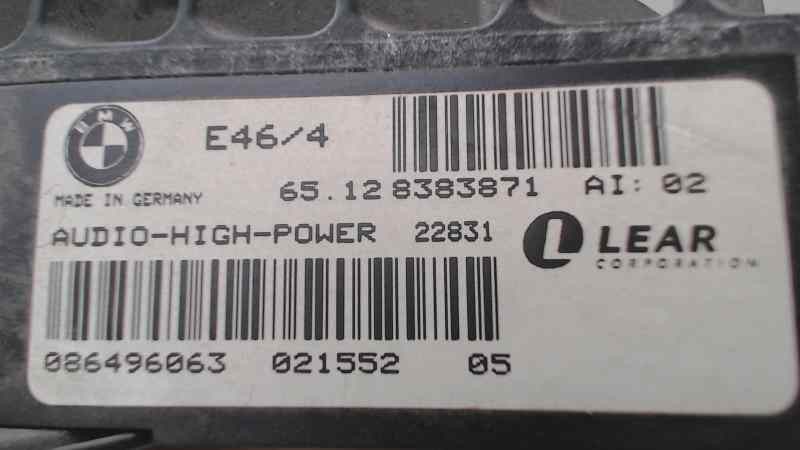 BMW
E46/4
MADE IN GERMANY
65.12 8383871 AI: 02
AUDIO-HIGH-POWER 22831
L LEAR
CORPORATION
086496063 021552 05